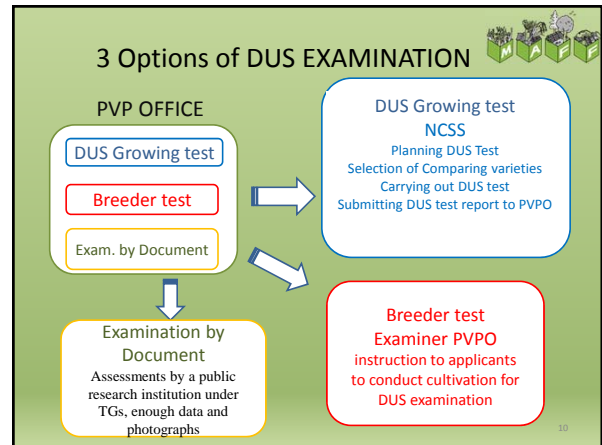 3 Options of DUS EXAMINATION
MAFF
PVP OFFICE
DUS Growing test
Breeder test
Exam. by Document
DUS Growing test
NCSS
Planning DUS Test
Selection of Comparing varieties
Carrying out DUS test
Submitting DUS test report to PVPO
Examination by
Document
Assessments by a public
research institution under
TGs, enough data and
photographs
Breeder test
Examiner PVPO
instruction to applicants
to conduct cultivation for
DUS examination
10